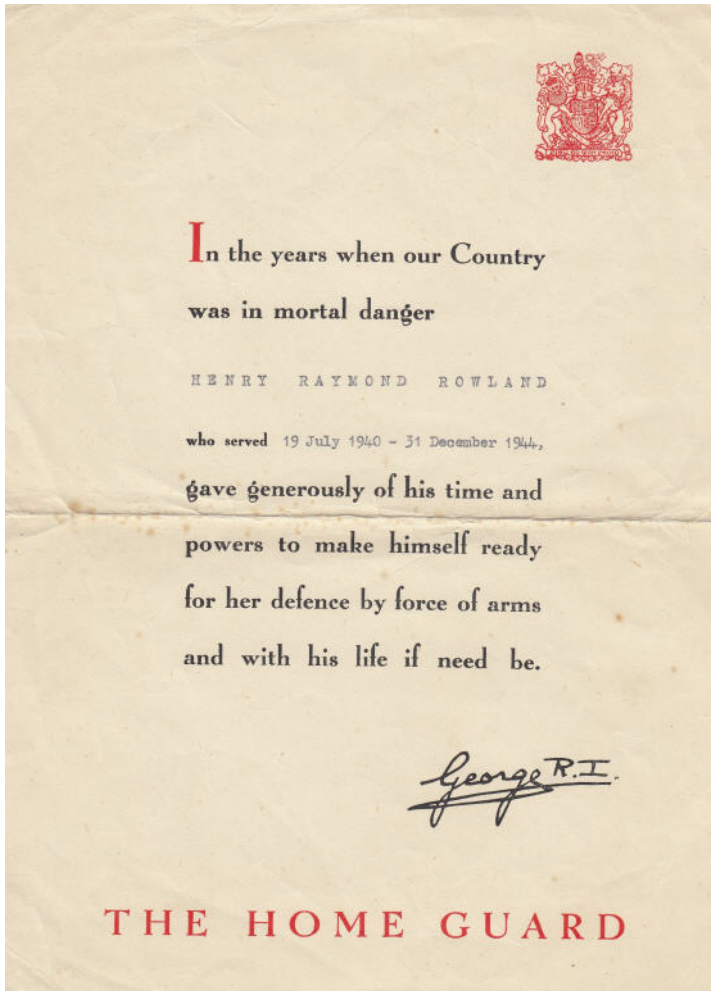 In the years when our Country
was in mortal danger
HENRY RAYMOND ROWLAND
who served 19 July 1940 - 31 December 1944,
gave generously of his time and
powers to make himself ready
for her defence by force of arms
and with his life if need be.
George R.I.
THE HOME GUARD